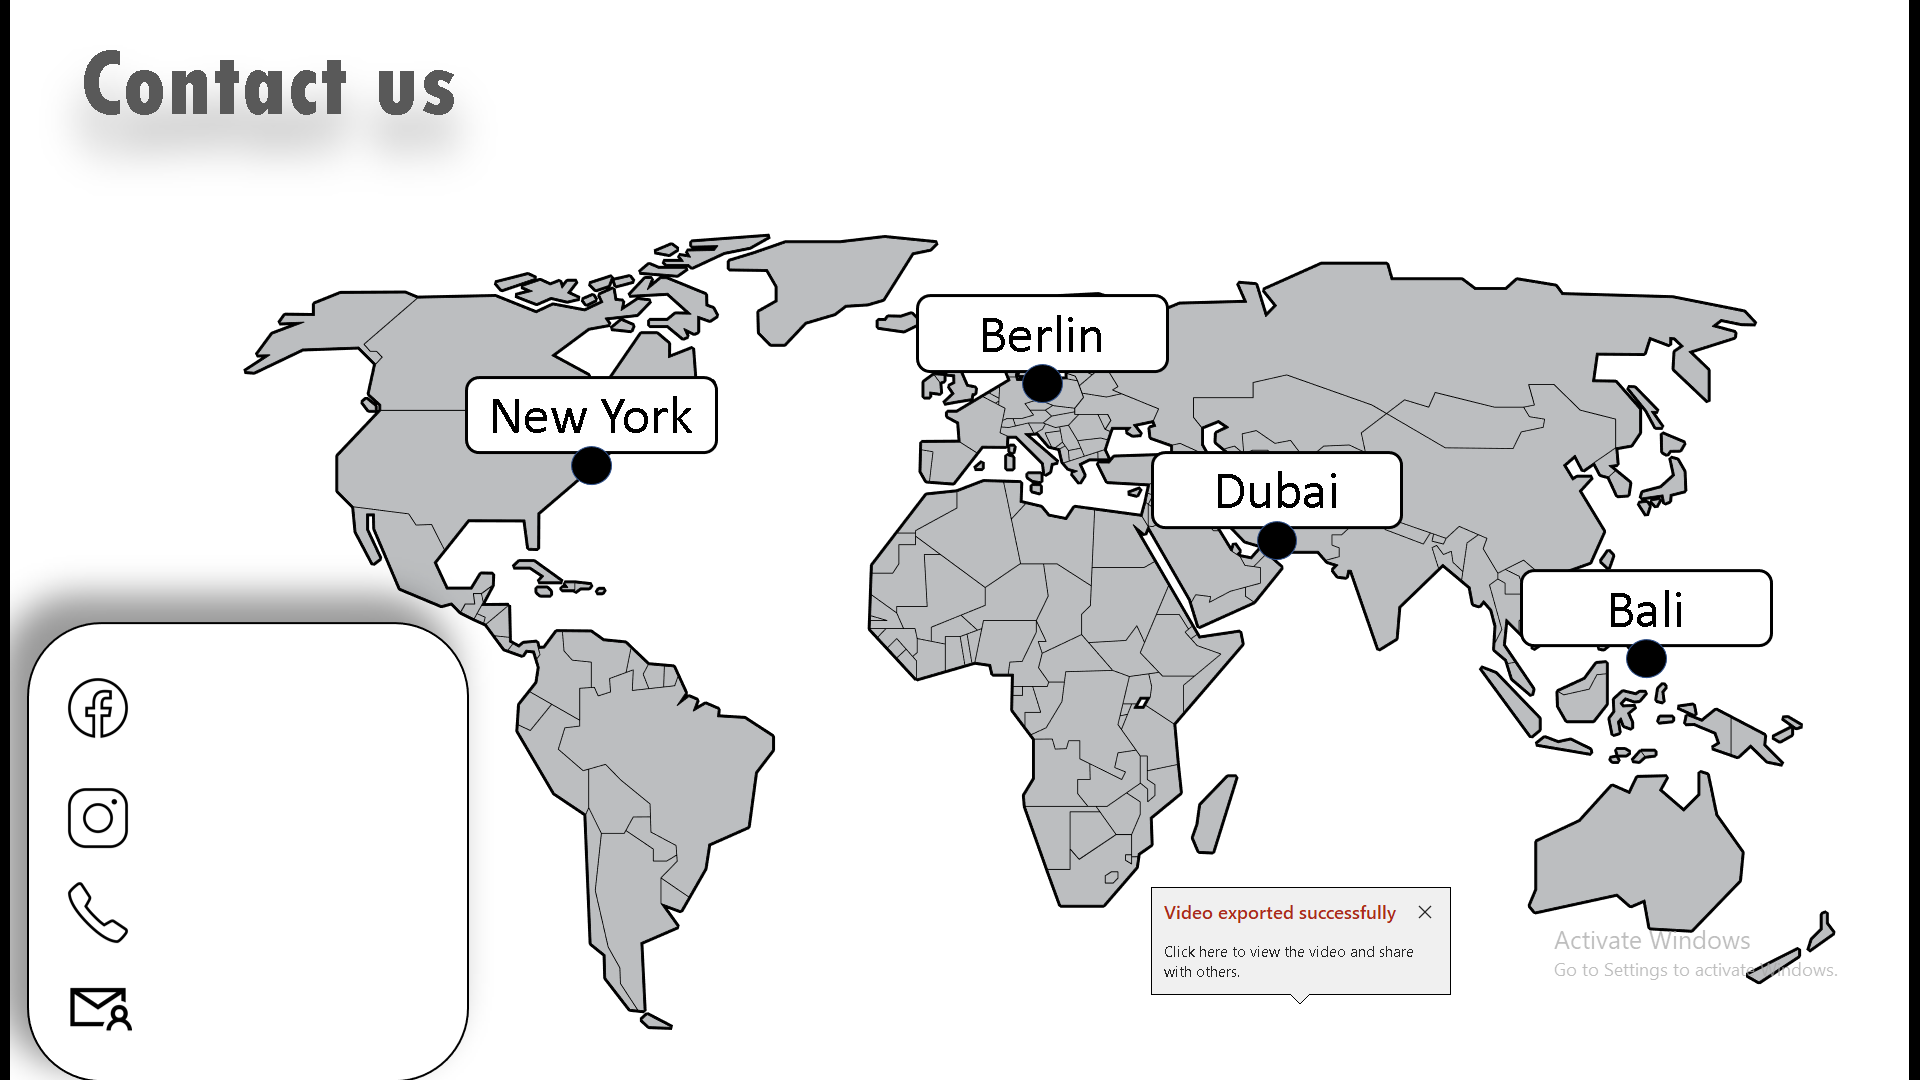 Contact us
Berlin
New York
Dubai
Bali
Video exported successfully
Click here to view the video and share
with others.
Activate Windows
Go to Settings to activate Windows.